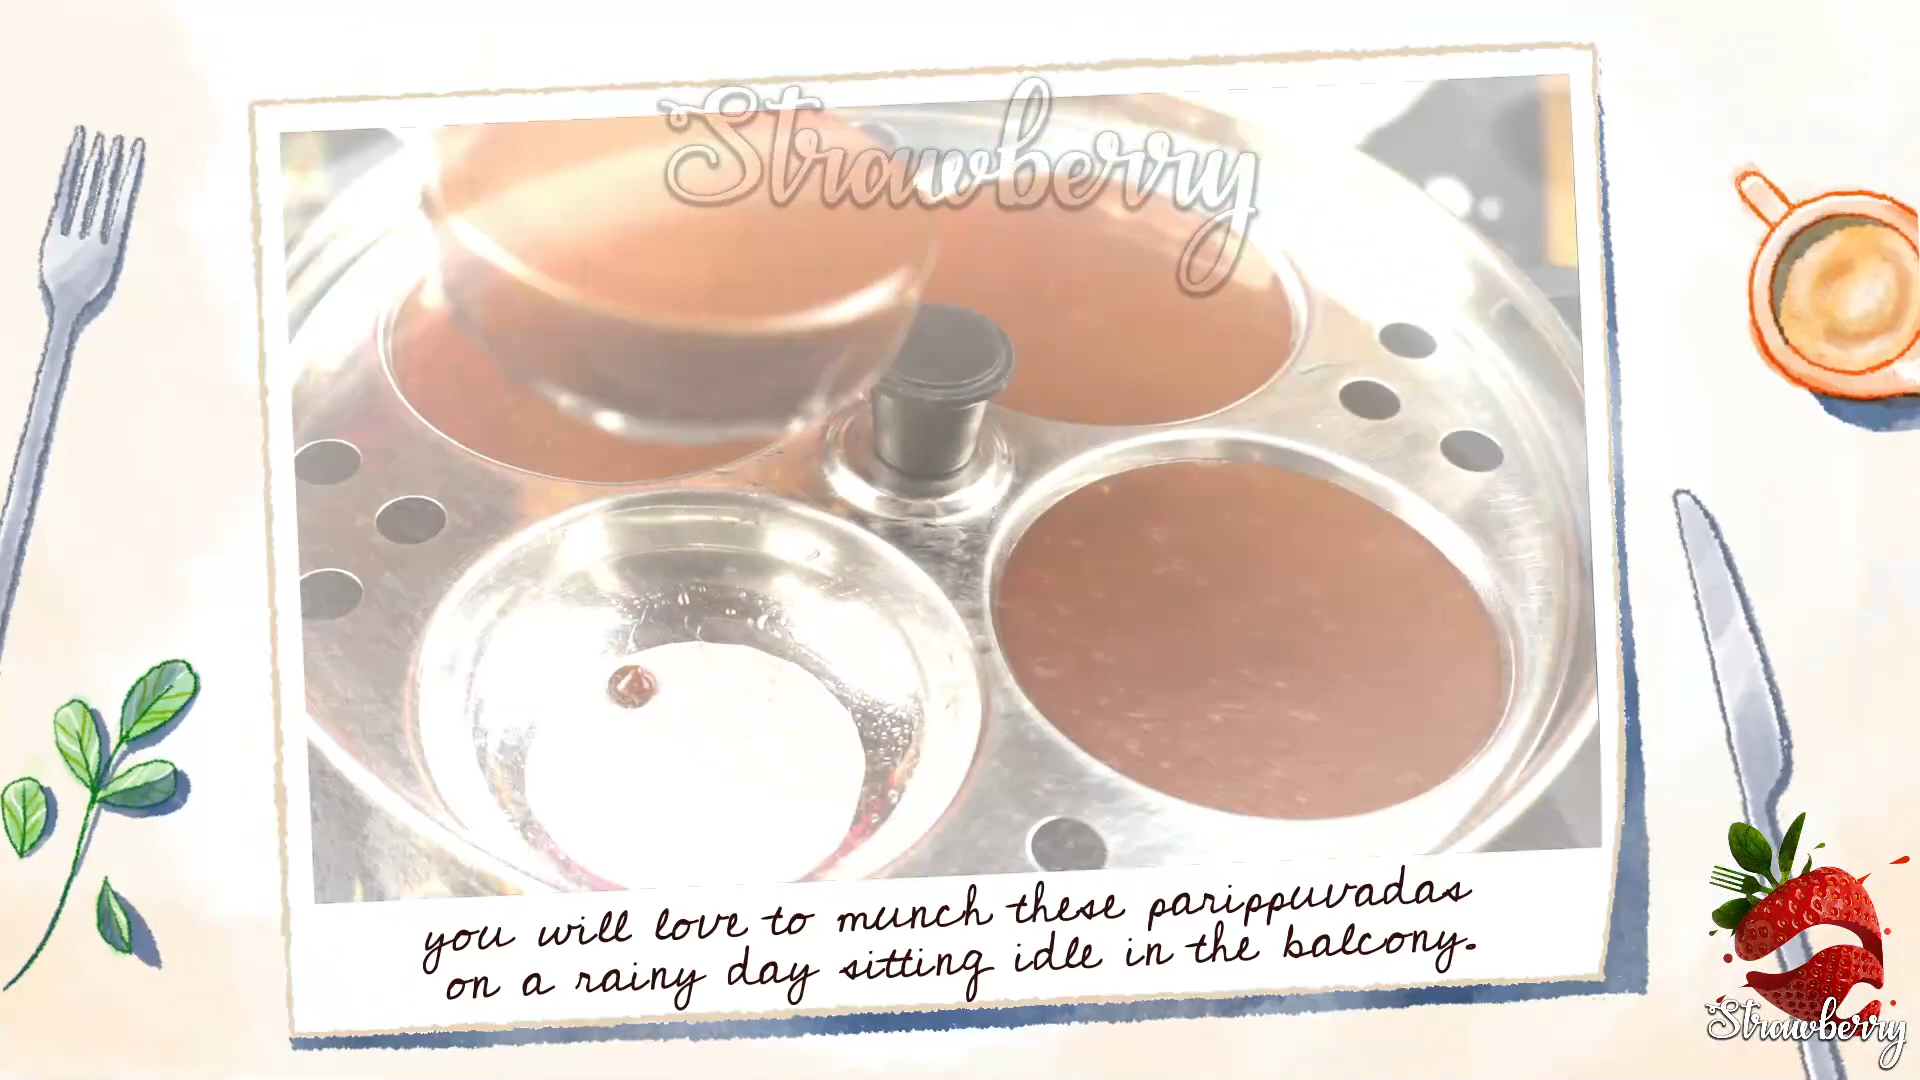 Strawberry
you will love to munch these parippuvadas
on a rainy day sitting idle in the balcony.
Strawberry